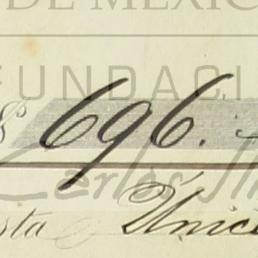 DE MEXIC
FUNDACI
$ 696. -
Carlos
sta Unic